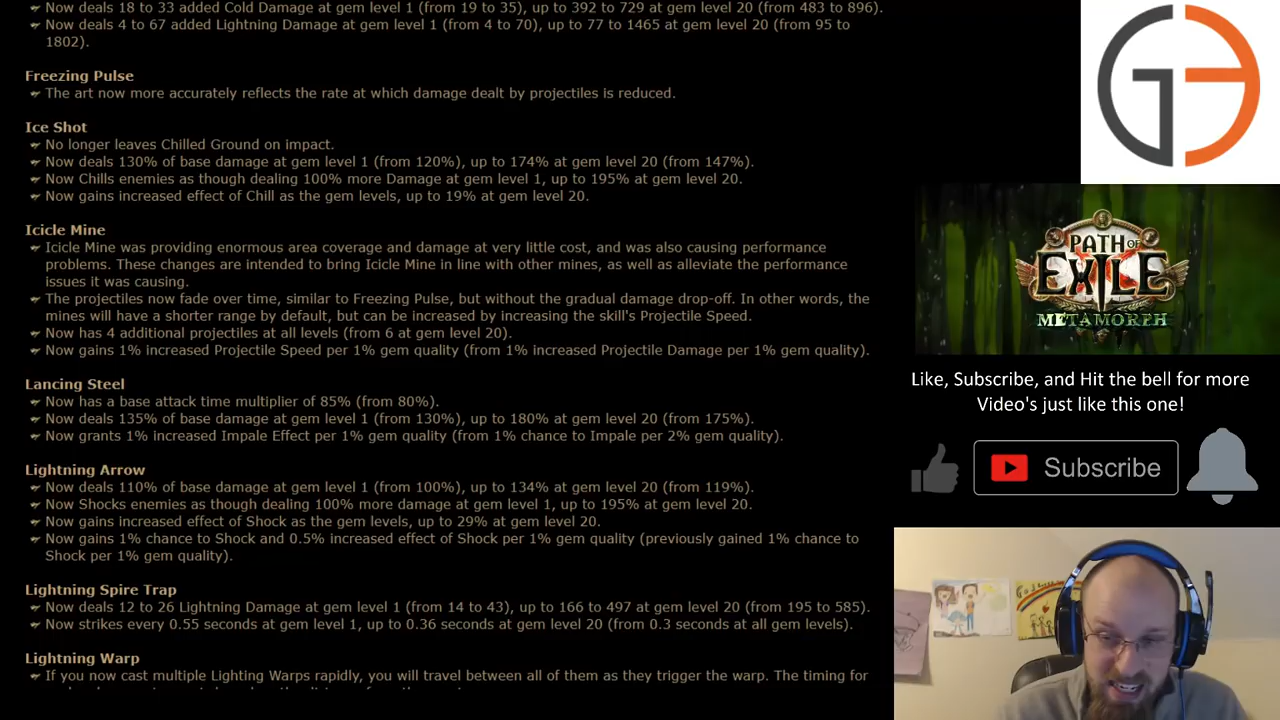 Now deals 18 to 33 added Cold Damage at gem level 1 (from 19 to 35), up to 392 to 729 at gem level 20 (from 483 to 896).
Now deals 4 to 67 added Lightning Damage at gem level 1 (from 4 to 70), up to 77 to 1465 at gem level 20 (from 95 to
1802).
Freezing Pulse
The art now more accurately reflects the rate at which damage dealt by projectiles is reduced.
Ice Shot
No longer leaves Chilled Ground on impact.
Now deals 130% of base damage at gem level 1 (from 120%), up to 174% at gem level 20 (from 147%).
Now Chills enemies as though dealing 100% more Damage at gem level 1, up to 195% at gem level 20.
Now gains increased effect of Chill as the gem levels, up to 19% at gem level 20.
Icicle Mine
Icicle Mine was providing enormous area coverage and damage at very little cost, and was also causing performance
problems. These changes are intended to bring Icicle Mine in line with other mines, as well as alleviate the performance
issues it was causing.
The projectiles now fade over time, similar to Freezing Pulse, but without the gradual damage drop-off. In other words, the
mines will have a shorter range by default, but can be increased by increasing the skill's Projectile Speed.
Now has 4 additional projectiles at all levels (from 6 at gem level 20).
Now gains 1% increased Projectile Speed per 1% gem quality (from 1% increased Projectile Damage per 1% gem quality).
Lancing Steel
Now has a base attack time multiplier of 85% (from 80%).
Now deals 135% of base damage at gem level 1 (from 130%), up to 180% at gem level 20 (from 175%).
Now grants 1% increased Impale Effect per 1% gem quality (from 1% chance to Impale per 2% gem quality).
Lightning Arrow
Now deals 110% of base damage at gem level 1 (from 100%), up to 134% at gem level 20 (from 119%).
Now Shocks enemies as though dealing 100% more damage at gem level 1, up to 195% at gem level 20.
Now gains increased effect of Shock as the gem levels, up to 29% at gem level 20.
Now gains 1% chance to Shock and 0.5% increased effect of Shock per 1% gem quality (previously gained 1% chance to
Shock per 1% gem quality).
Lightning Spire Trap
Now deals 12 to 26 Lightning Damage at gem level 1 (from 14 to 43), up to 166 to 497 at gem level 20 (from 195 to 585).
Now strikes every 0.55 seconds at gem level 1, up to 0.36 seconds at gem level 20 (from 0.3 seconds at all gem levels).
Lightning Warp
If you now cast multiple Lighting Warps rapidly, you will travel between all of them as they trigger the warp. The timing for
PATH OF
EXILE
METAMORPH
Like, Subscribe, and Hit the bell for more
Video's just like this one!
Subscribe